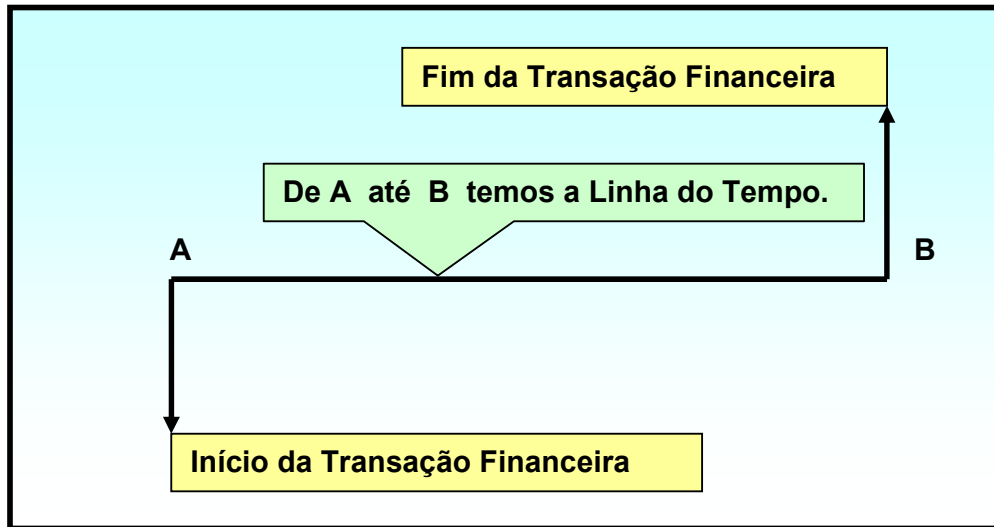 Fim da Transação Financeira
De A até B temos a Linha do Tempo.
A
B
Início da Transação Financeira